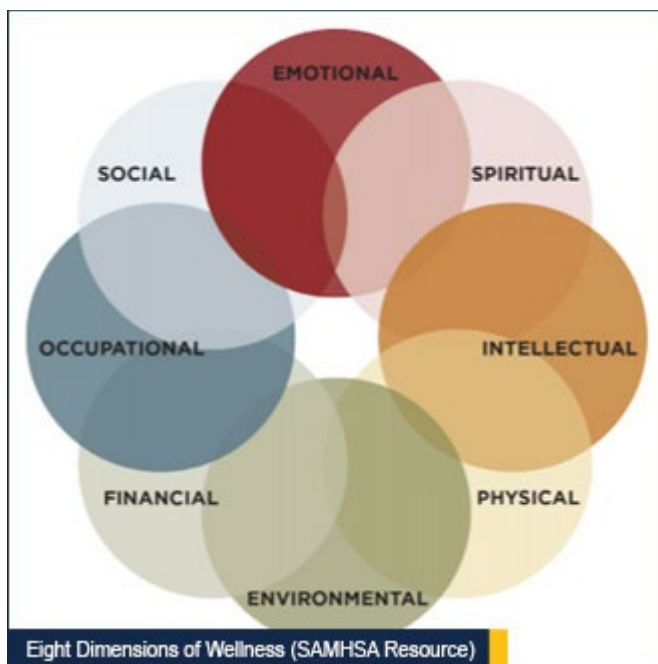 EMOTIONAL
SOCIAL
SPIRITUAL
OCCUPATIONAL
INTELLECTUAL
FINANCIAL
PHYSICAL
ENVIRONMENTAL
Eight Dimensions of Wellness (SAMHSA Resource)